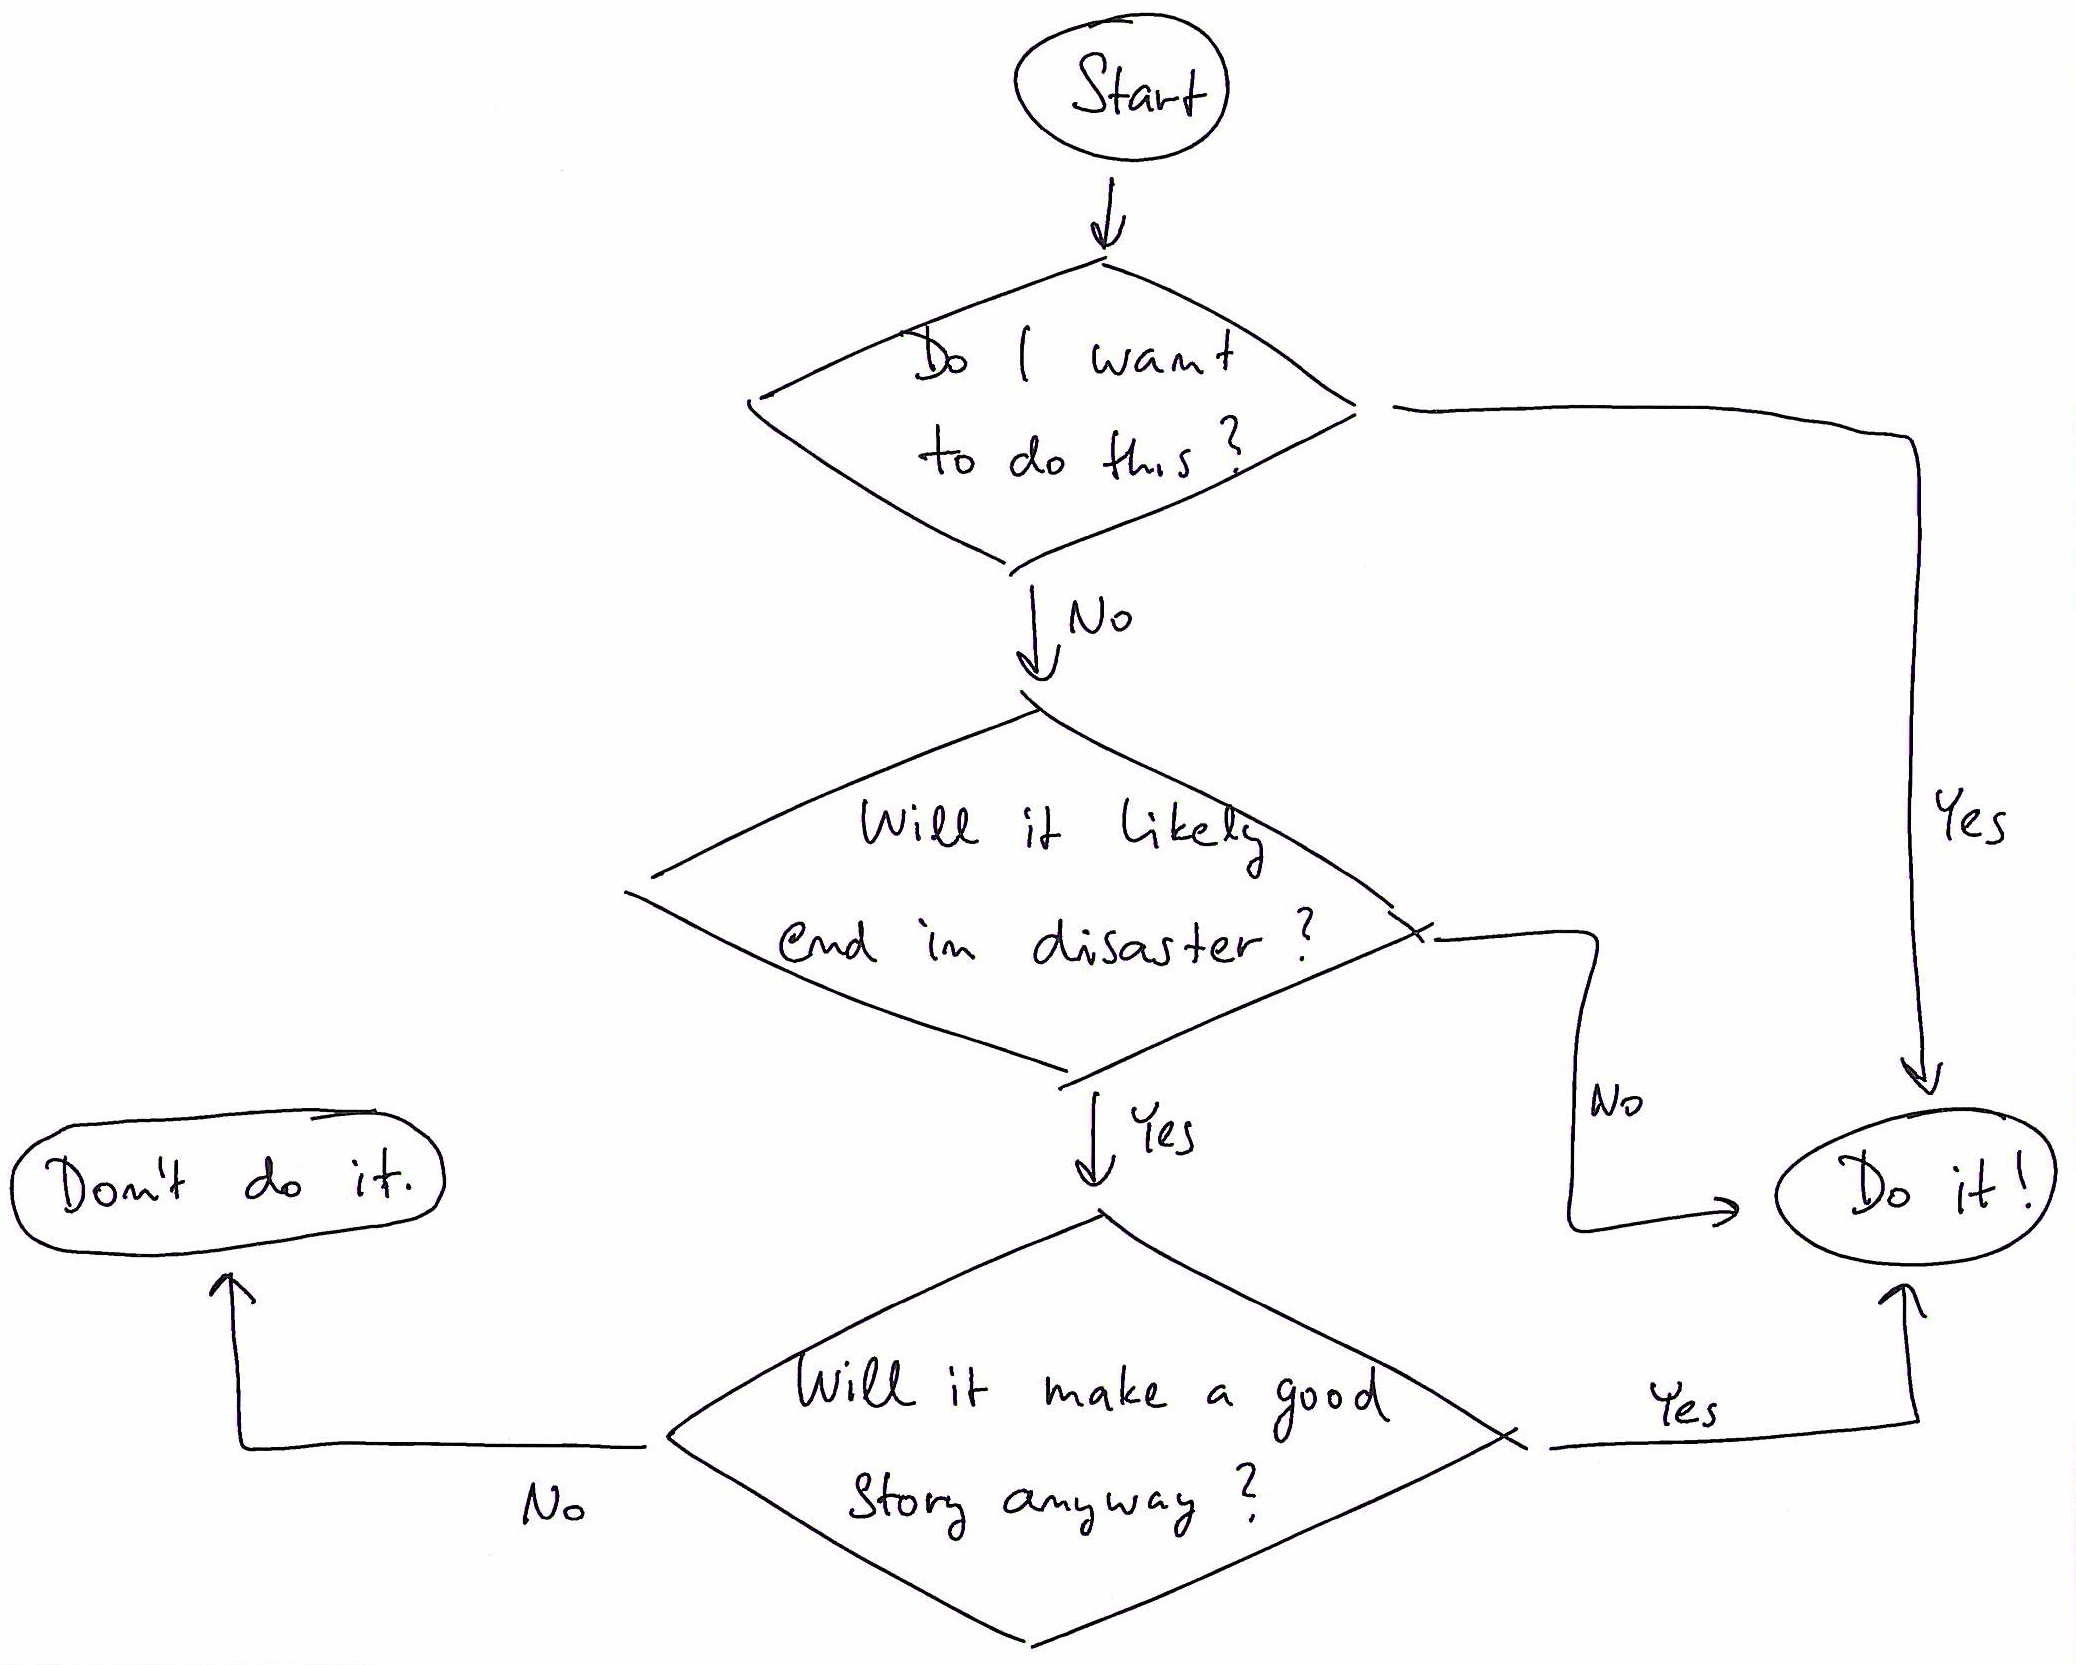 Start
Do I want
to do this?
No
Yes
Will it likely
end in disaster?
No
Yes
Don't do it.
Do it!
Will it make a good
story anyway?
Yes
No